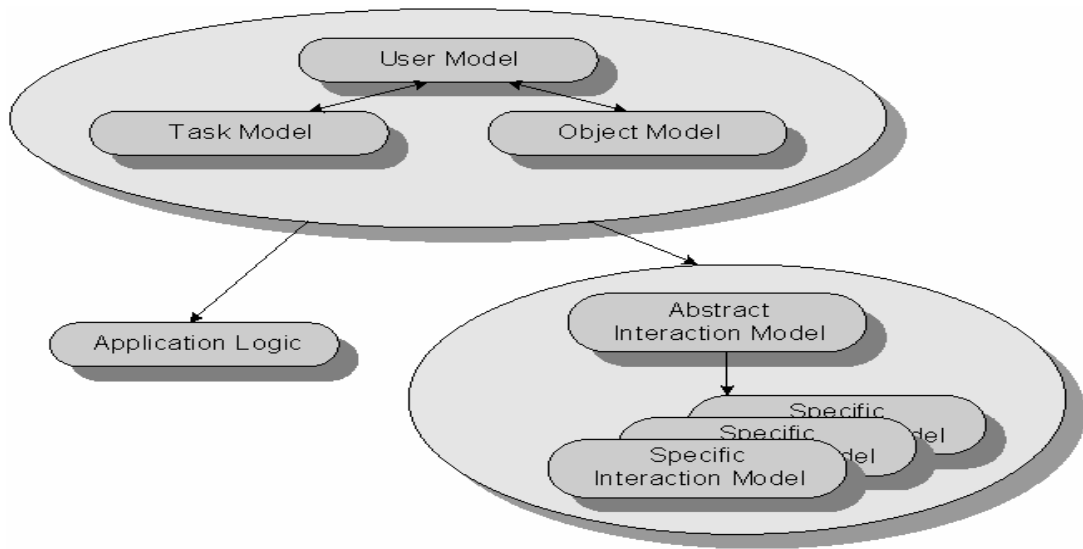 User Model
Task Model
Object Model
Application Logic
Abstract
Interaction Model
Specific
Specific
Specific
Interaction Model